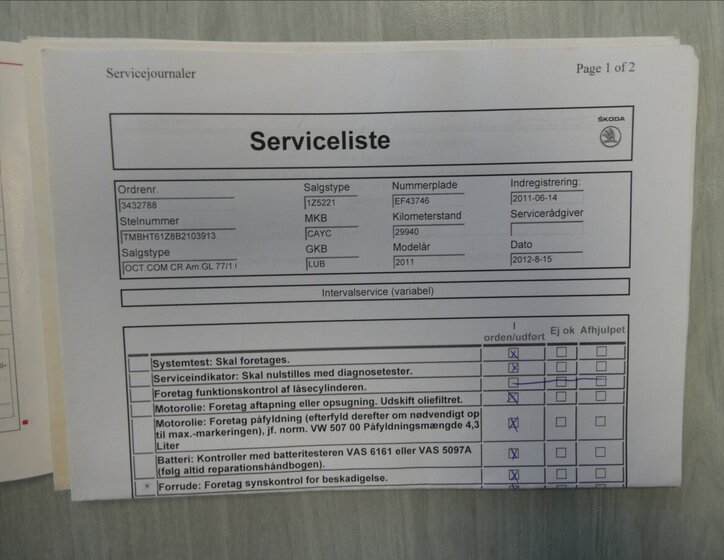 Servicejournaler
Page 1 of 2
Serviceliste
ŠKODA
Ordrenr.
3432788
Salgstype
1Z5221
Nummerplade
EF43746
Indregistrering:
2011-06-14
Stelnummer
TMBHT61Z8B2103913
MKB
CAYC
Kilometerstand
29940
Servicerådgiver
Salgstype
OCT.COM CR Am.GL 77/1.
GKB
LUB
Modelår
2011
Dato
2012-8-15
Intervalservice (variabel)
I
orden/udført
Ej ok
Afhjulpet
Systemtest: Skal foretages.
Serviceindikator: Skal nulstilles med diagnosetester.
Foretag funktionskontrol af låsecylinderen.
Motorolie: Foretag aftapning eller opsugning. Udskift oliefiltret.
Motorolie: Foretag påfyldning (efterfyld derefter om nødvendigt op
til max.-markeringen), jf. norm. VW 507 00 Påfyldningsmængde 4,3
Liter
Batteri: Kontroller med batteritesteren VAS 6161 eller VAS 5097A
(følg altid reparationshåndbogen).
Forrude: Foretag synskontrol for beskadigelse.